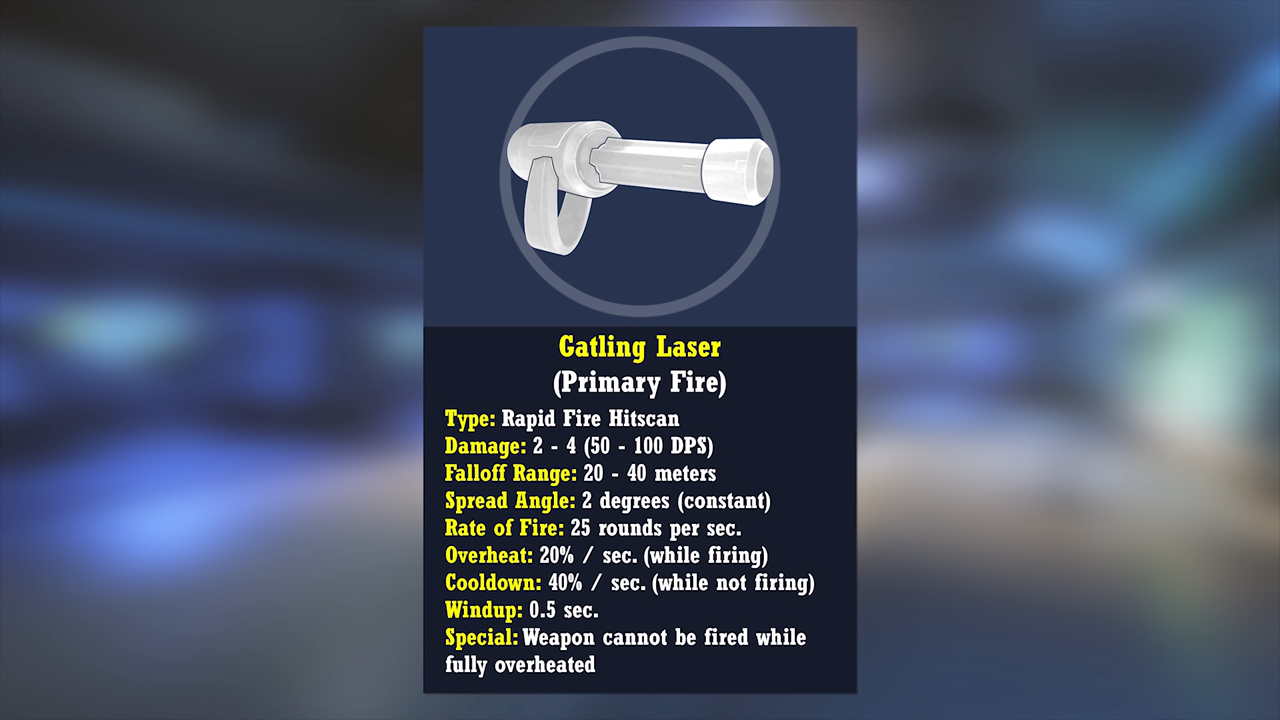 Gatling Laser
(Primary Fire)
Type: Rapid Fire Hitscan
Damage: 2 - 4 (50 - 100 DPS)
Falloff Range: 20 - 40 meters
Spread Angle: 2 degrees (constant)
Rate of Fire: 25 rounds per sec.
Overheat: 20% / sec. (while firing)
Cooldown: 40% / sec. (while not firing)
Windup: 0.5 sec.
Special: Weapon cannot be fired while
fully overheated